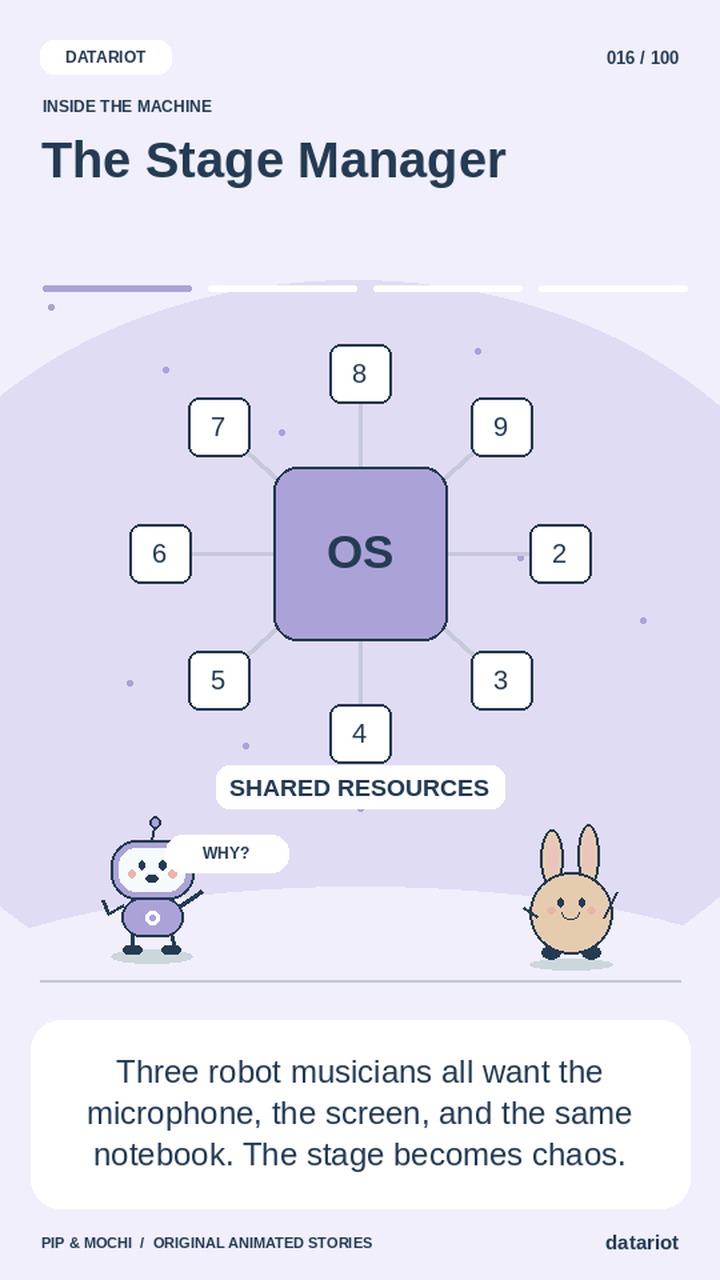 DATARIOT
016 / 100
INSIDE THE MACHINE
The Stage Manager
8
7
9
OS
6
2
5
3
4
SHARED RESOURCES
WHY?
Three robot musicians all want the
microphone, the screen, and the same
notebook. The stage becomes chaos.
PIP & MOCHI / ORIGINAL ANIMATED STORIES
datariot